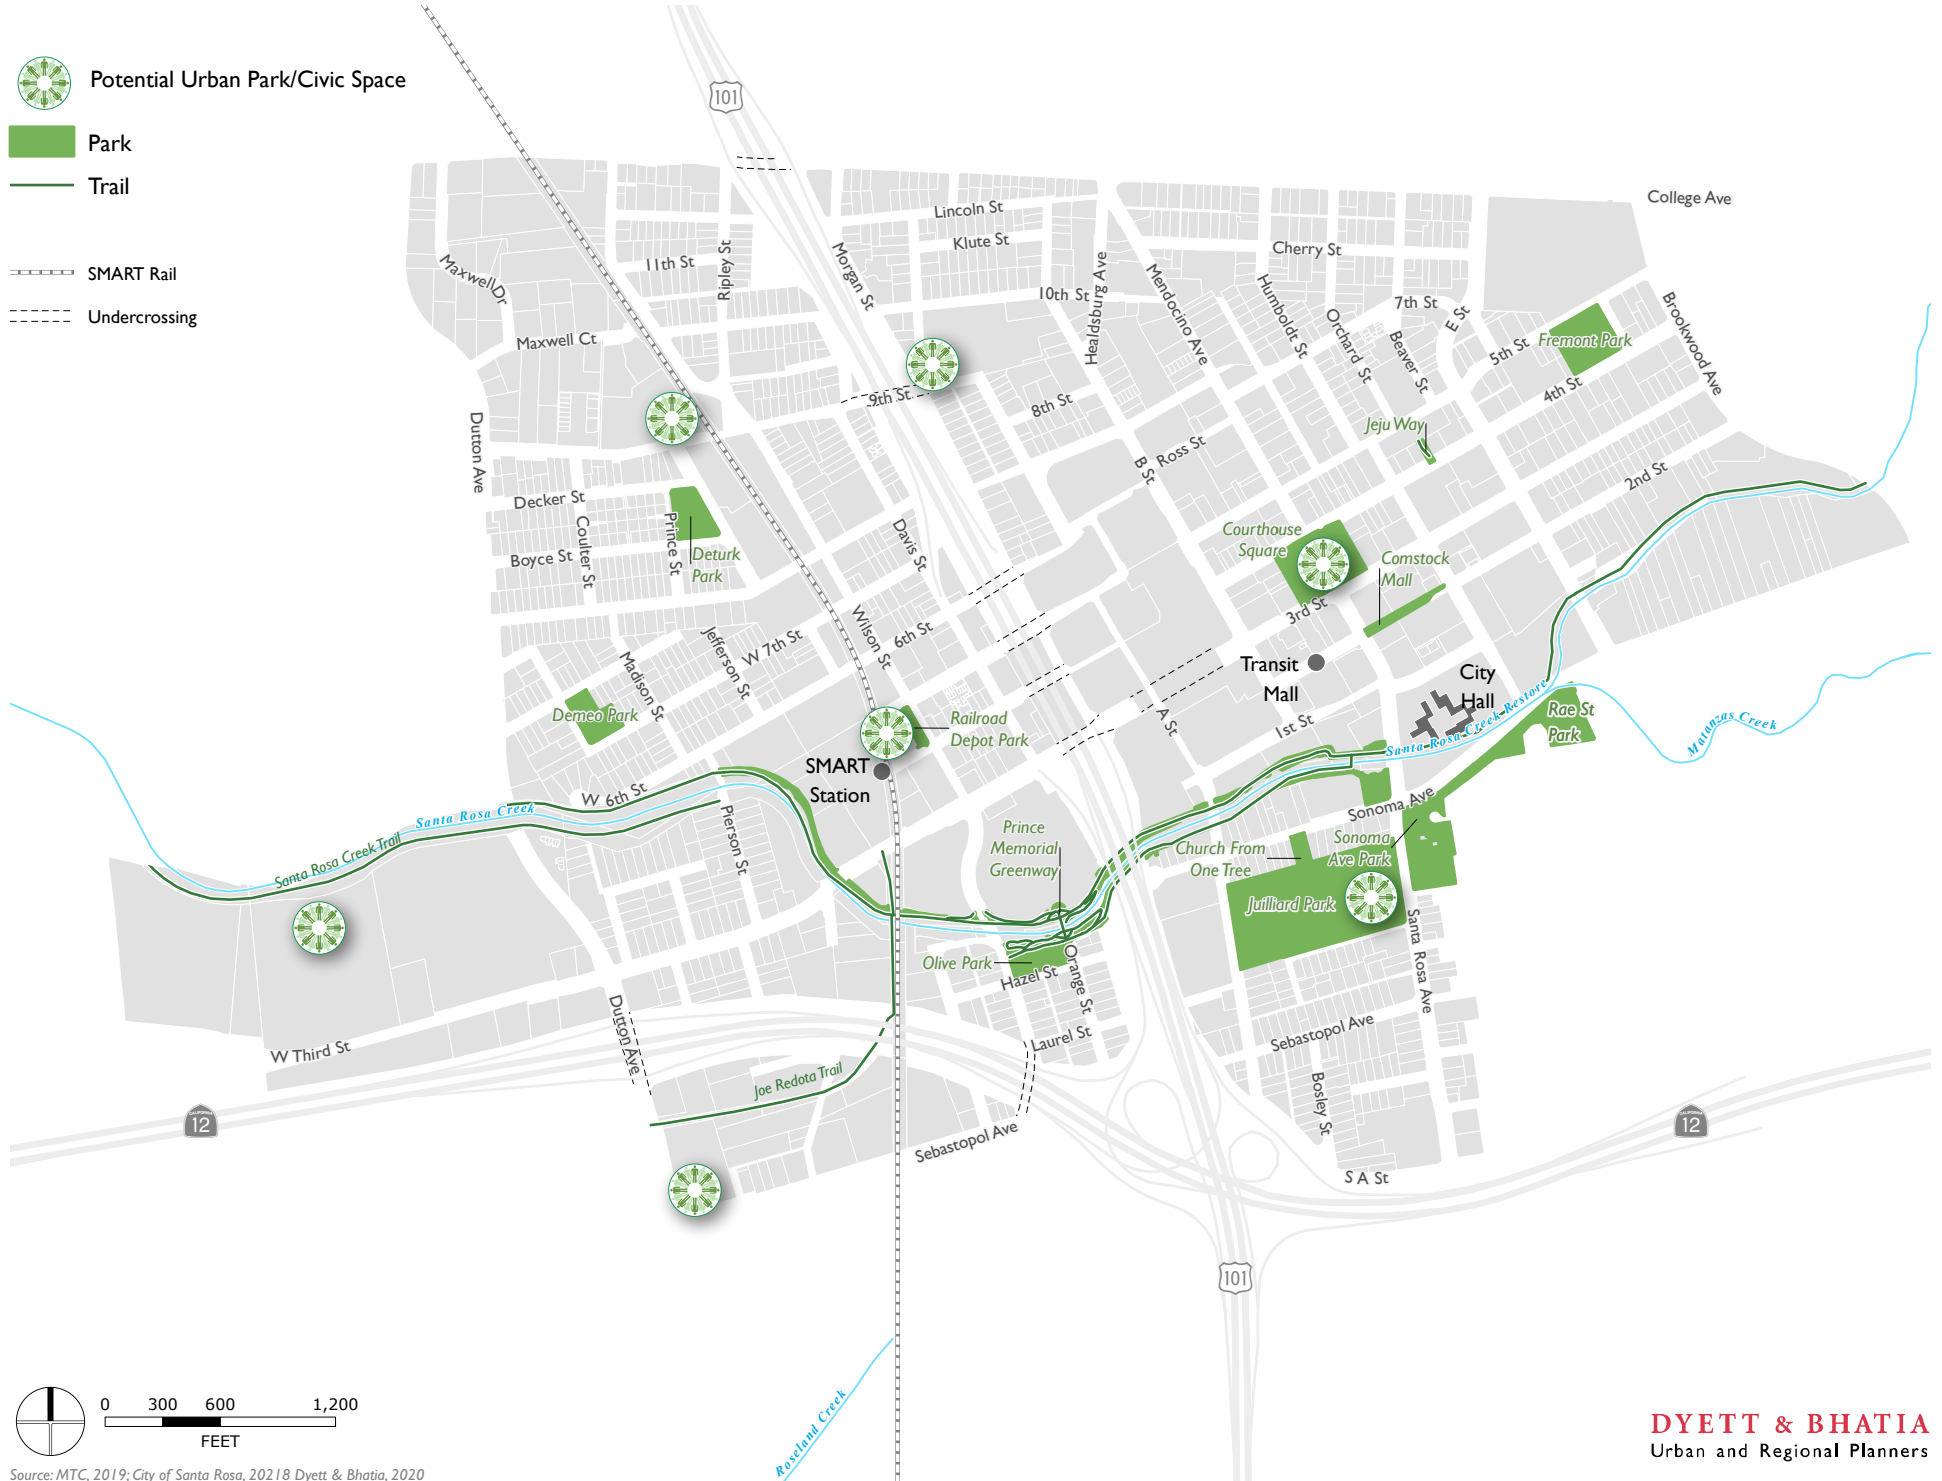 Potential Urban Park/Civic Space
Park
Trail
SMART Rail
Undercrossing
101
College Ave
Lincoln St
Klute St
Cherry St
11th St
Ripley St
Morgan St
Maxwell Dr
10th St
Healdsburg Ave
Mendocino Ave
Humboldt St
Orchard St
7th St
Beaver St
E St
Brookwood Ave
Maxwell Ct
5th St
Fremont Park
4th St
9th St
8th St
Jeju Way
Dutton Ave
Ross St
B St
2nd St
Decker St
Coulter St
Prince St
Boyce St
Deturk
Park
Davis St
Courthouse
Square
Comstock
Mall
3rd St
Wilson St
6th St
W 7th St
Jefferson St
Madison St
Transit
Mall
City
Hall
Demeo Park
Railroad
Depot Park
A St
1st St
Santa Rosa Creek Restore
Rae St
Park
Matanzas Creek
SMART
Station
W 6th St
Santa Rosa Creek
Santa Rosa Creek Trail
Pierson St
Prince
Memorial
Greenway
Sonoma Ave
Church From
One Tree
Sonoma
Ave Park
Juilliard Park
Olive Park
Hazel St
Orange St
Santa Rosa Ave
Laurel St
Sebastopol Ave
W Third St
Dutton Ave
Joe Redota Trail
Bosley St
CALIFORNIA
12
Sebastopol Ave
CALIFORNIA
12
S A St
101
Roseland Creek
0 300 600 1,200
FEET
Source: MTC, 2019; City of Santa Rosa, 20218 Dyett & Bhatia, 2020
DYETT & BHATIA
Urban and Regional Planners